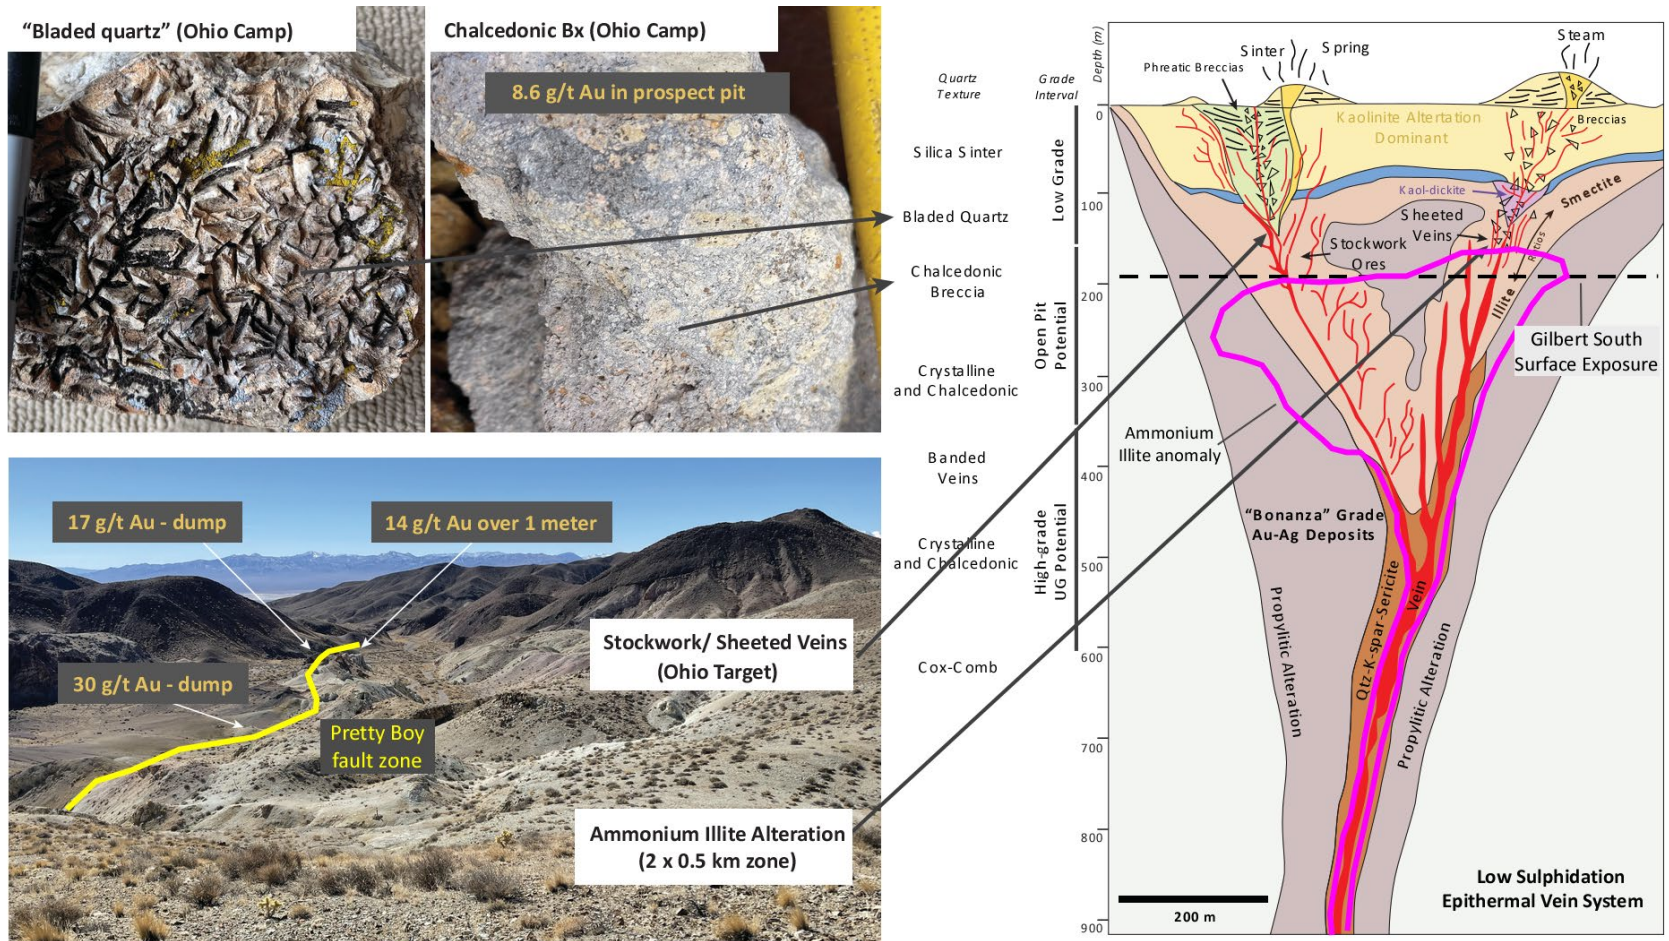 “Bladed quartz” (Ohio Camp)
Chalcedonic Bx (Ohio Camp)
8.6 g/t Au in prospect pit
17 g/t Au - dump
14 g/t Au over 1 meter
30 g/t Au - dump
Pretty Boy
fault zone
Stockwork/ Sheeted Veins
(Ohio Target)
Ammonium Illite Alteration
(2 x 0.5 km zone)
Quartz
Texture
Silica Sinter
Bladed Quartz
Chalcedonic
Breccia
Crystalline
and Chalcedonic
Banded
Veins
Crystalline
and Chalcedonic
Cox-Comb
Grade
Interval
Low Grade
Open Pit
Potential
High-grade
UG Potential
Depth (m)
0
100
200
300
400
500
600
700
800
900
Sinter
Spring
Steam
Phreatic Breccias
Breccias
Kaolinite Altertation
Dominant
Kaol-dickite
Smectite
Sheeted
Veins
Stockwork
Ores
Illite
Gilbert South
Surface Exposure
Ammonium
Illite anomaly
“Bonanza” Grade
Au-Ag Deposits
Propylitic Alteration
Qtz-K-spar-Sericite
Vein
Propylitic Alteration
200 m
Low Sulphidation
Epithermal Vein System